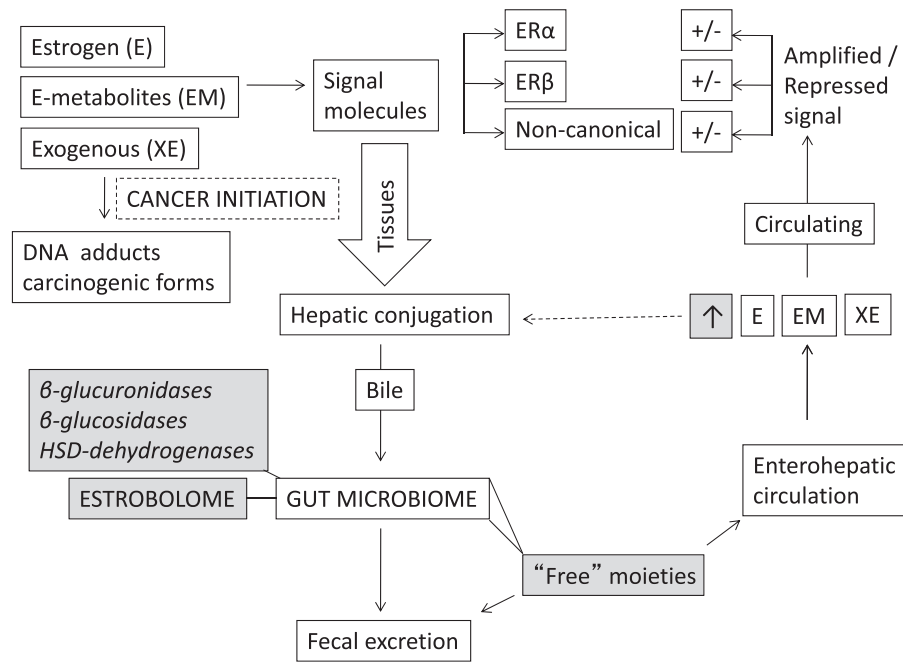 Estrogen (E)
E-metabolites (EM)
Exogenous (XE)
CANCER INITIATION
DNA adducts
carcinogenic forms
Signal
molecules
ERα
ERβ
Non-canonical
+/-
+/-
+/-
Amplified /
Repressed
signal
Circulating
Tissues
Hepatic conjugation
↑
E
EM
XE
Bile
β-glucuronidases
β-glucosidases
HSD-dehydrogenases
ESTROBOLOME
GUT MICROBIOME
Enterohepatic
circulation
“Free” moieties
Fecal excretion